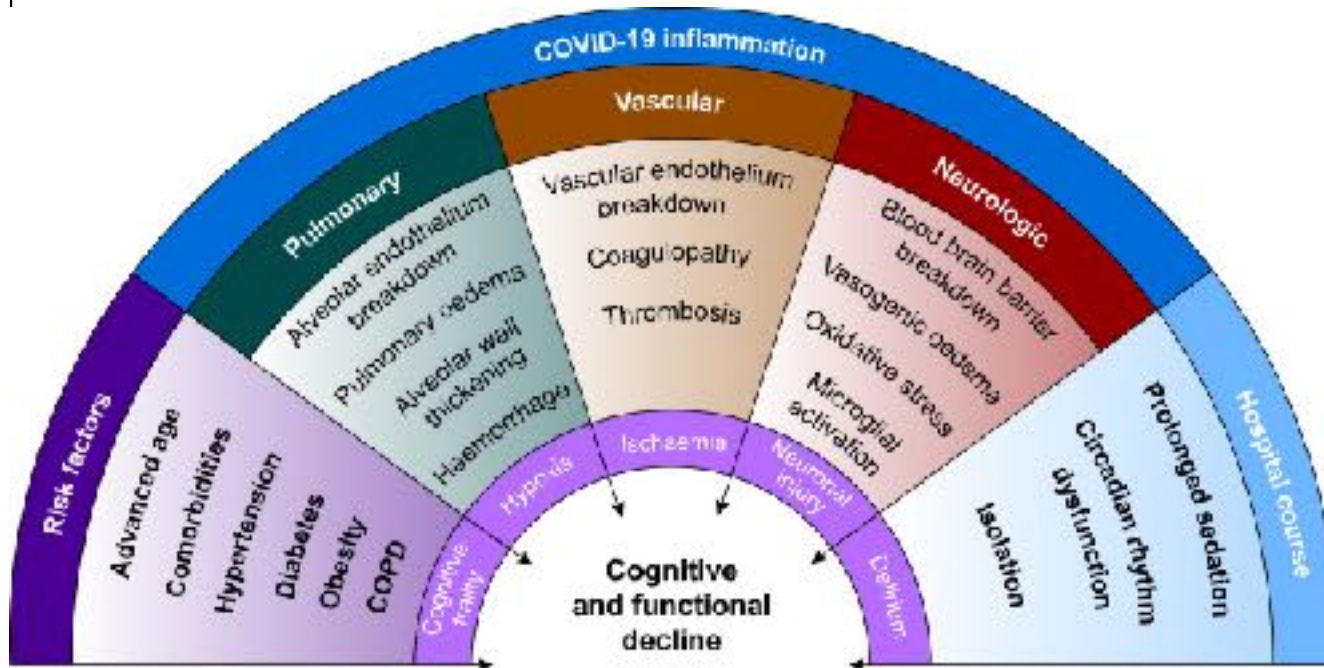 COVID-19 inflammation
Risk factors
Advanced age
Comorbidities
Hypertension
Diabetes
Obesity
COPD
Cognitive
frailty
Pulmonary
Alveolar endothelium
breakdown
Pulmonary oedema
Alveolar wall
thickening
Haemorrhage
Hypoxis
Vascular
Vascular endothelium
breakdown
Coagulopathy
Thrombosis
Ischaemia
Neurologic
Blood brain barrier
breakdown
Vasogenic oedema
Oxidative stress
Microglial
activation
Neuronal
injury
Hospital course
Prolonged sedation
Circadian rhythm
dysfunction
Isolation
Delirium
Cognitive
and functional
decline